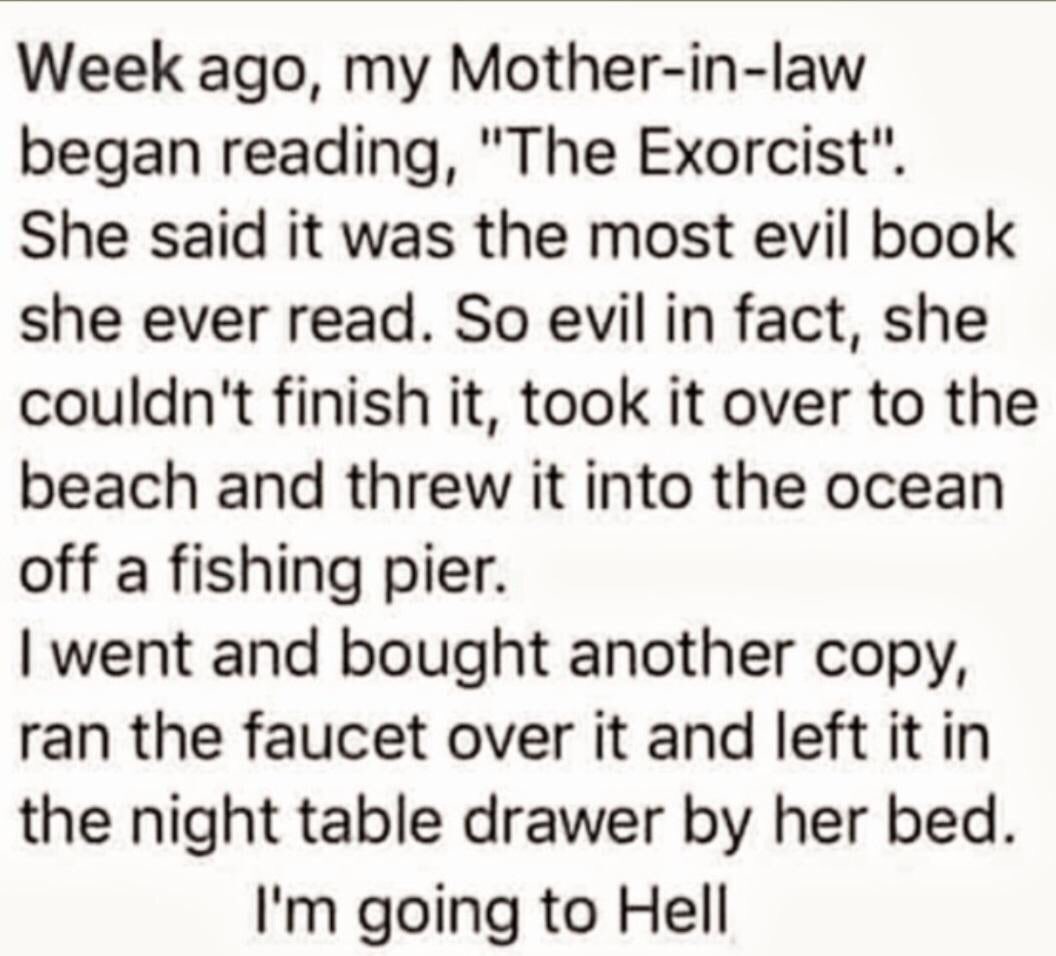 Week ago, my Mother-in-law
began reading, "The Exorcist".
She said it was the most evil book
she ever read. So evil in fact, she
couldn't finish it, took it over to the
beach and threw it into the ocean
off a fishing pier.
I went and bought another copy,
ran the faucet over it and left it in
the night table drawer by her bed.
I'm going to Hell